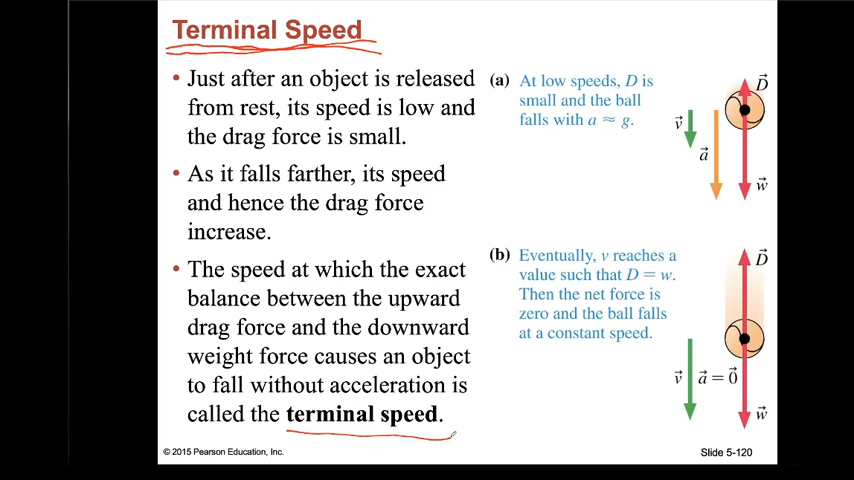 Terminal Speed
• Just after an object is released
from rest, its speed is low and
the drag force is small.
• As it falls farther, its speed
and hence the drag force
increase.
• The speed at which the exact
balance between the upward
drag force and the downward
weight force causes an object
to fall without acceleration is
called the terminal speed.
(a) At low speeds, D is
small and the ball
falls with a ≈ g.
D⃗
v⃗
a⃗
w⃗
(b) Eventually, v reaches a
value such that D = w.
Then the net force is
zero and the ball falls
at a constant speed.
D⃗
v⃗ a⃗ = 0⃗
w⃗
© 2015 Pearson Education, Inc.
Slide 5-120